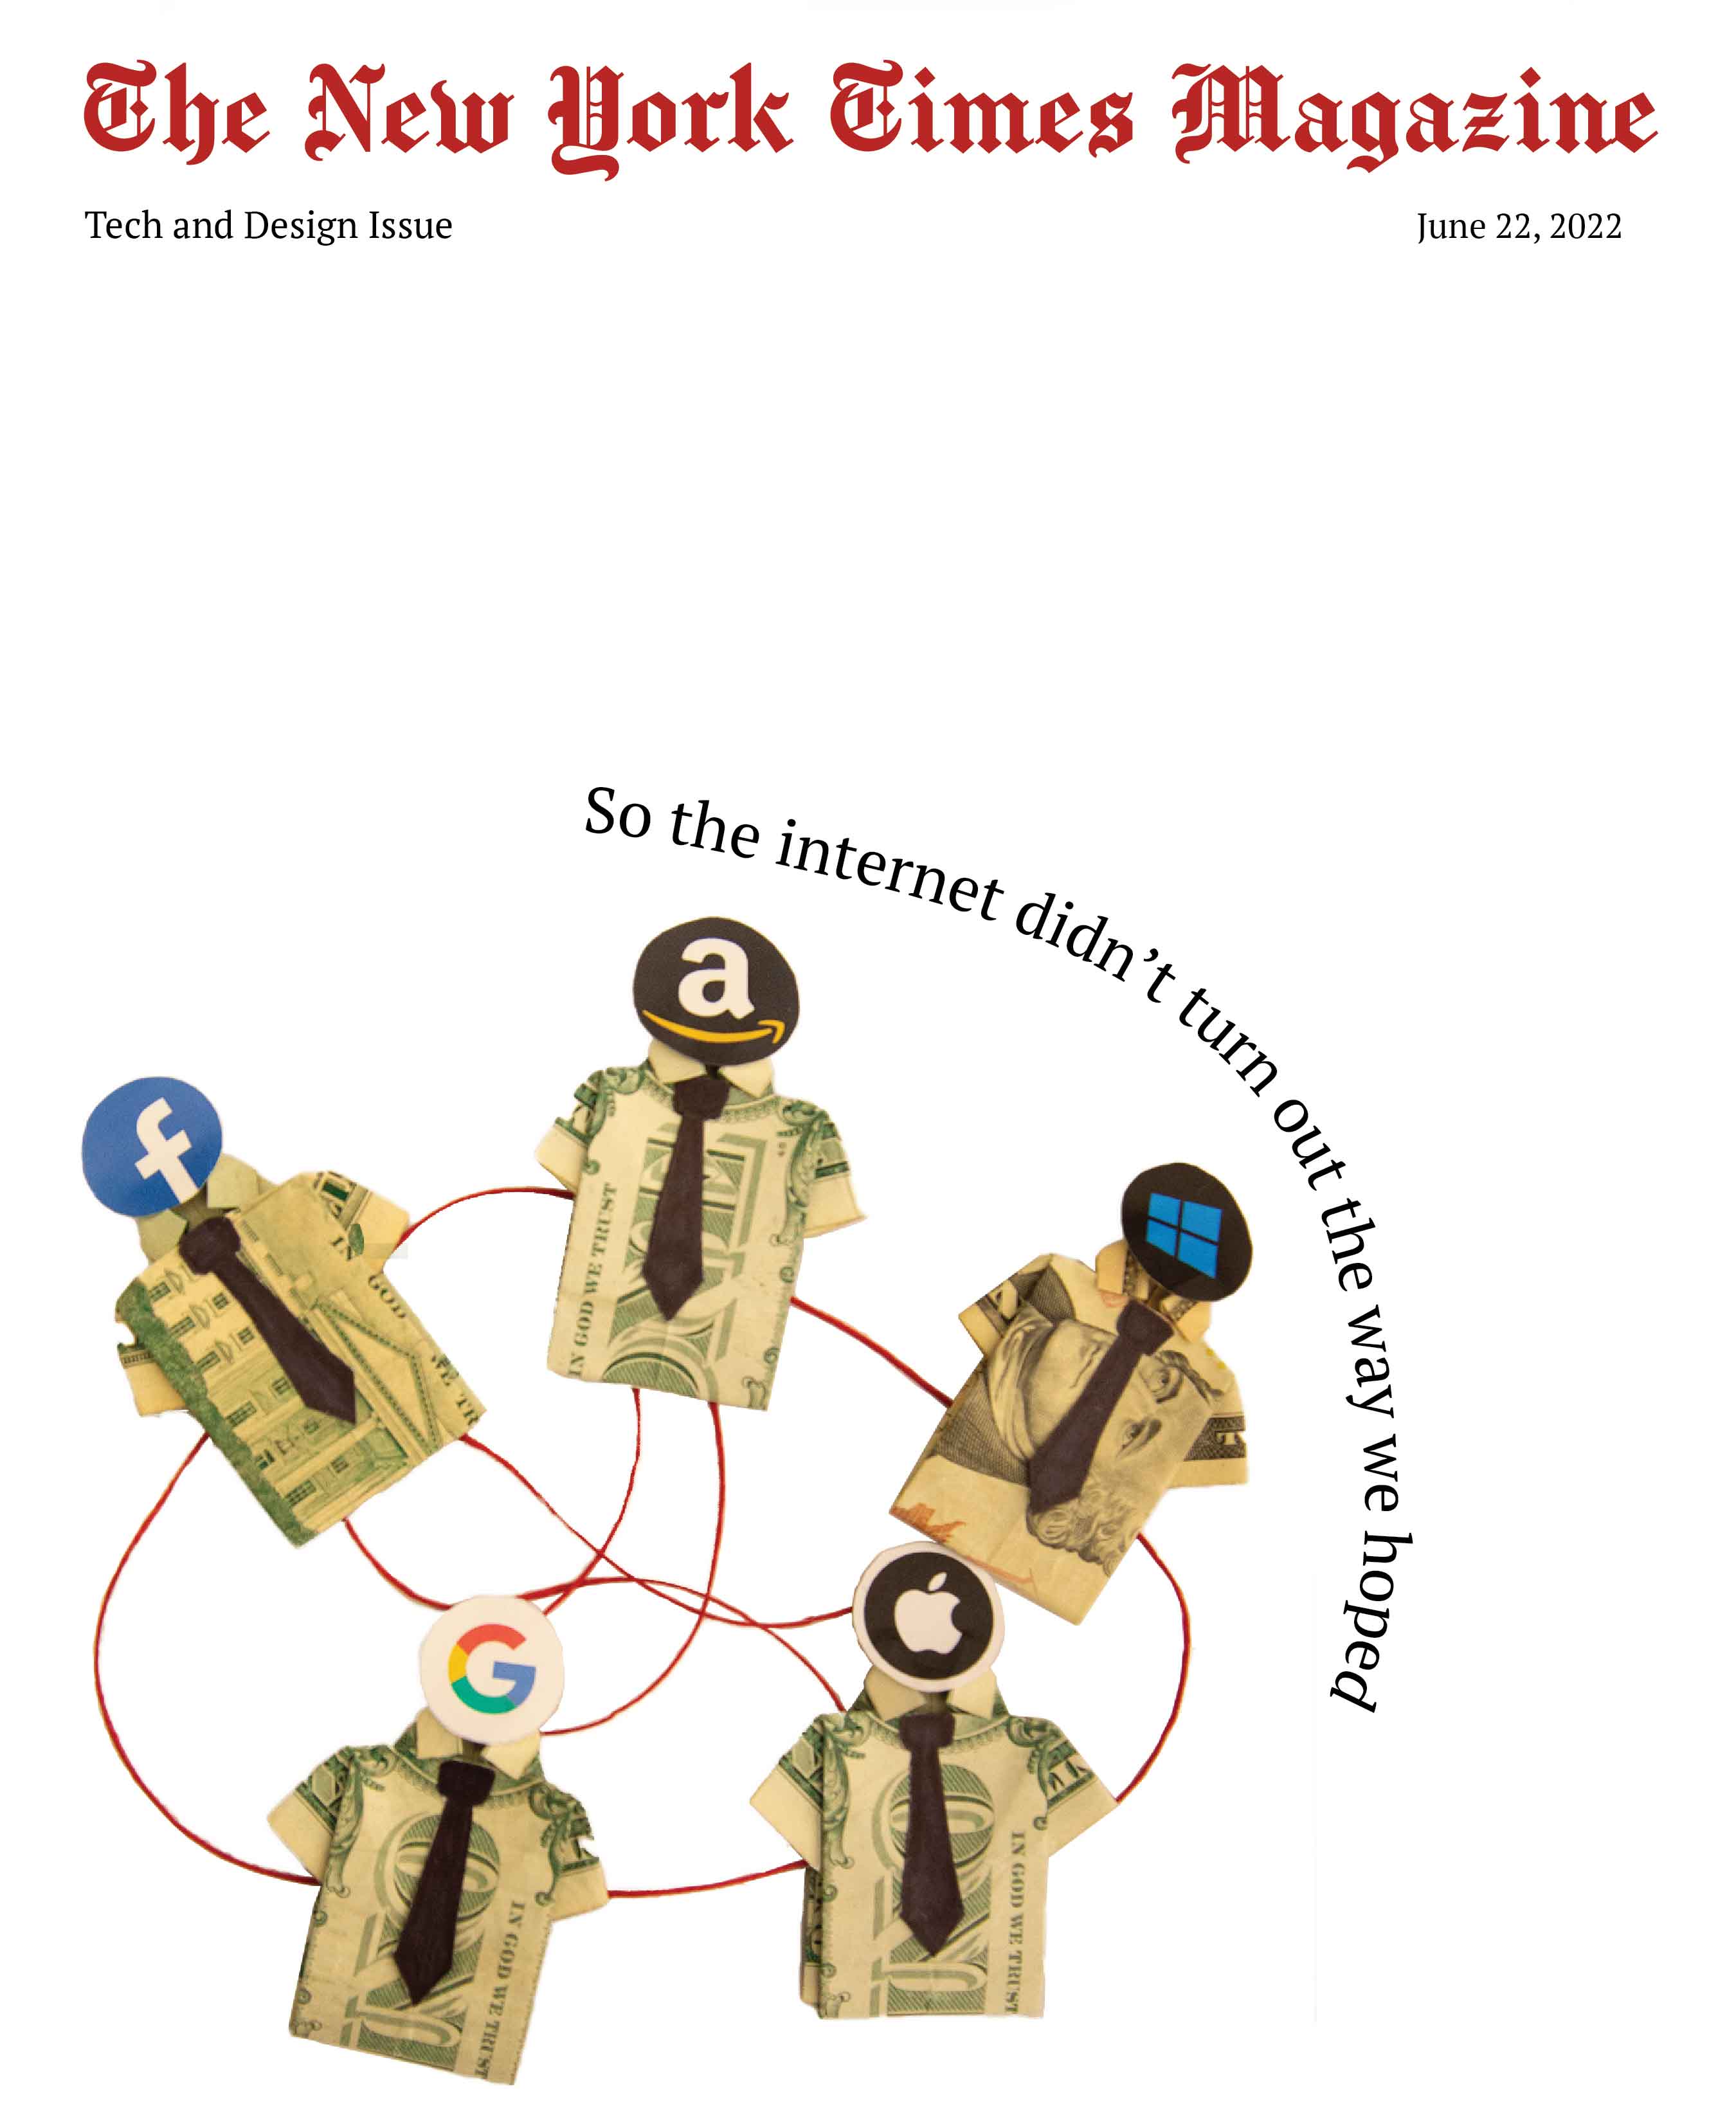 The New York Times Magazine
Tech and Design Issue
June 22, 2022
So the internet didn’t turn out the way we hoped
a
f
IN GOD WE TRUST
IN GOD WE TR
G
IN GOD WE TRUST
IN GOD WE TRUST